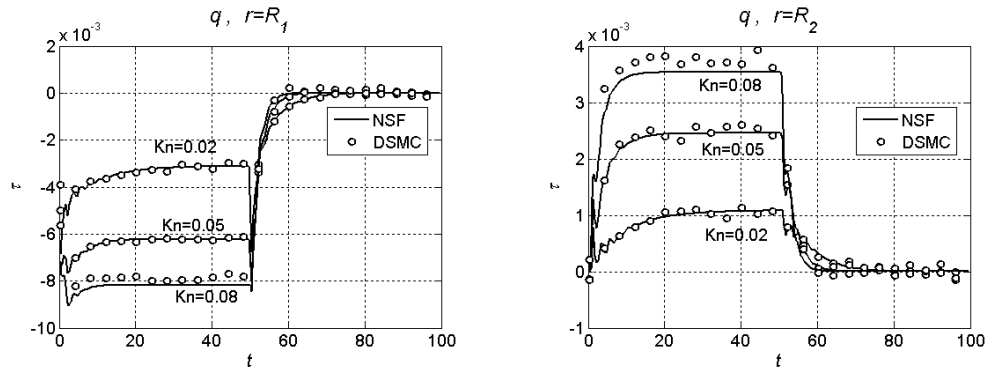 q, r=R1
x 10-3
2
0
-2
-4
-6
-8
-10
0 20 40 60 80 100
t
τ
NSF
DSMC
Kn=0.02
Kn=0.05
Kn=0.08
q, r=R2
x 10-3
4
3
2
1
0
-1
0 20 40 60 80 100
t
τ
Kn=0.08
NSF
DSMC
Kn=0.05
Kn=0.02